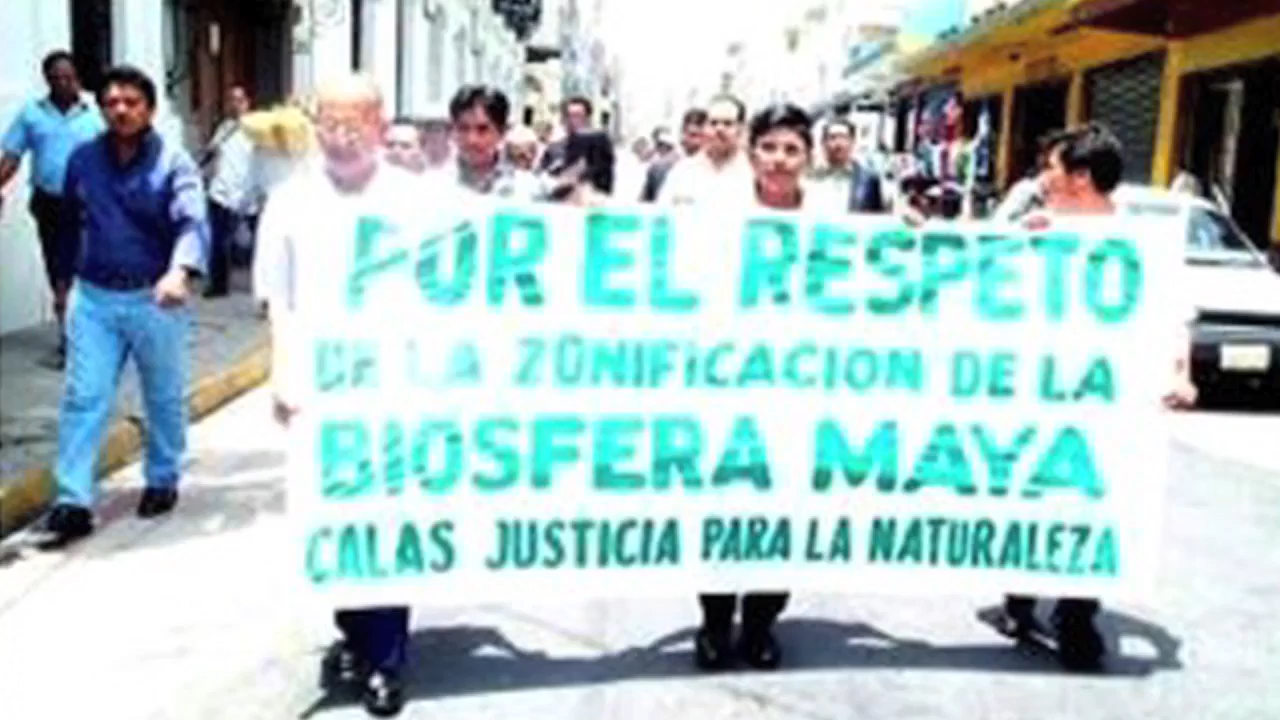 POR EL RESPETO
DE LA ZONIFICACION DE LA
BIOSFERA MAYA
CALAS JUSTICIA PARA LA NATURALEZA